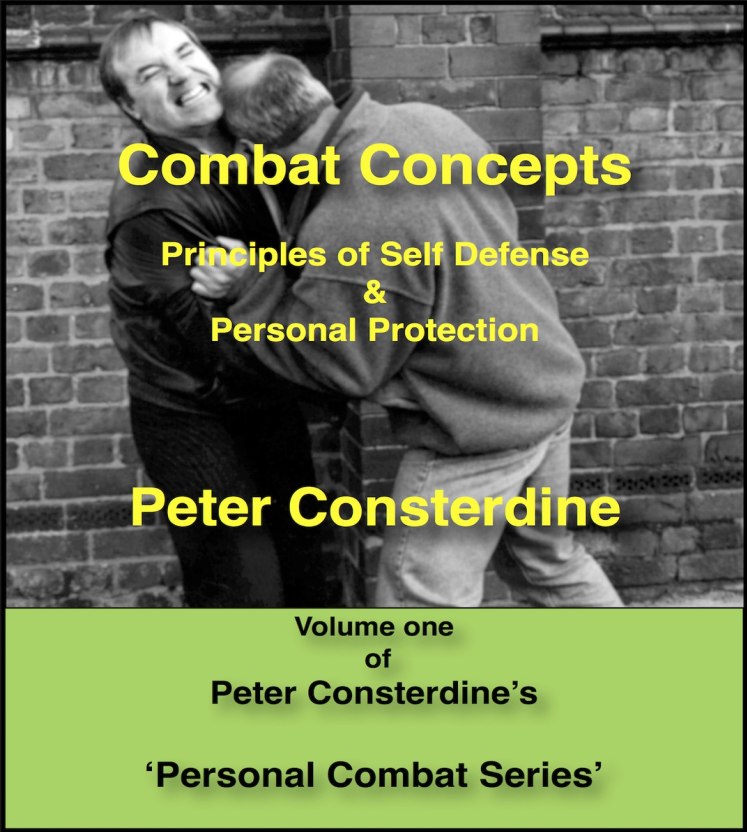 Combat Concepts
Principles of Self Defense
&
Personal Protection
Peter Consterdine
Volume one
of
Peter Consterdine’s
‘Personal Combat Series’